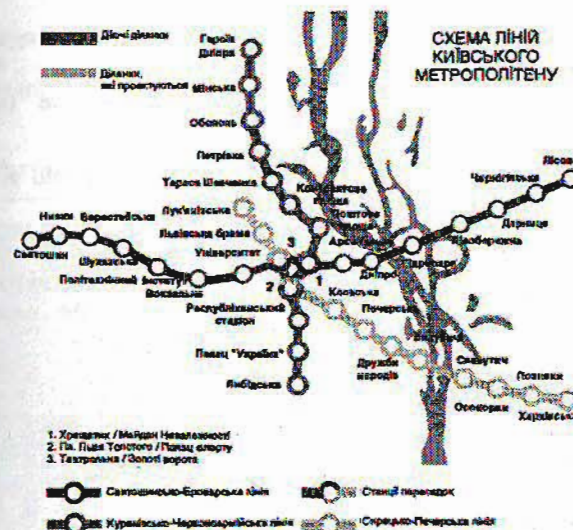 Діючі ділянки
Ділянки,
які проектуються
СХЕМА ЛІНІЙ
КИЇВСЬКОГО
МЕТРОПОЛІТЕНУ
Героїв
Дніпра
Мінська
Оболонь
Петрівка
Тараса Шевченка
Контрактова
площа
Поштова
площа
Лук'янівська
Львівська брама
Університет
Нивки
Берестейська
Святошин
Шулявська
Політехнічний інститут
Вокзальна
Лісова
Чернігівська
Дарниця
Лівобережна
Гідропарк
Дніпро
Арсенальна
3
2
1
Республіканський
стадіон
Палац "Україна"
Либідська
Кловська
Печерська
Дружби
народів
Видубичі
Славутич
Осокорки
Позняки
Харківська
1. Хрещатик / Майдан Незалежності
2. Пл. Льва Толстого / Палац спорту
3. Театральна / Золоті ворота
Святошинсько-Броварська лінія
Станції пересадок
Куренівсько-Червоноармійська лінія
Сирецько-Печерська лінія